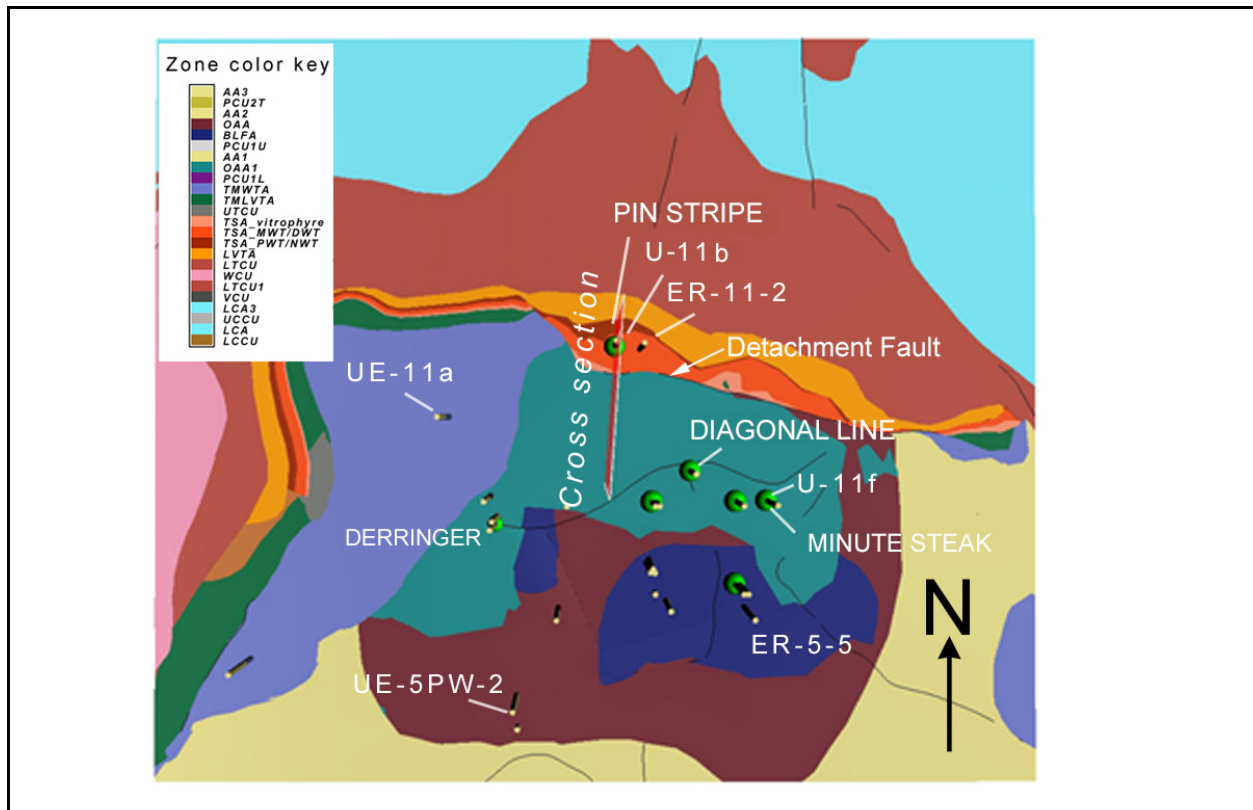 Zone color key
AA3
PCU2T
AA2
OAA
BLFA
PCU1U
AA1
OAA1
PCU1L
TMWTA
TMLVTA
UTCU
TSA_vitrophyre
TSA_MWT/DWT
TSA_PWT/NWT
LVTA
LTCU
WCU
LTCU1
VCU
LCA3
UCCU
LCA
LCCU
PIN STRIPE
U-11b
ER-11-2
Cross section
Detachment Fault
UE-11a
DIAGONAL LINE
U-11f
DERRINGER
MINUTE STEAK
N
ER-5-5
UE-5PW-2